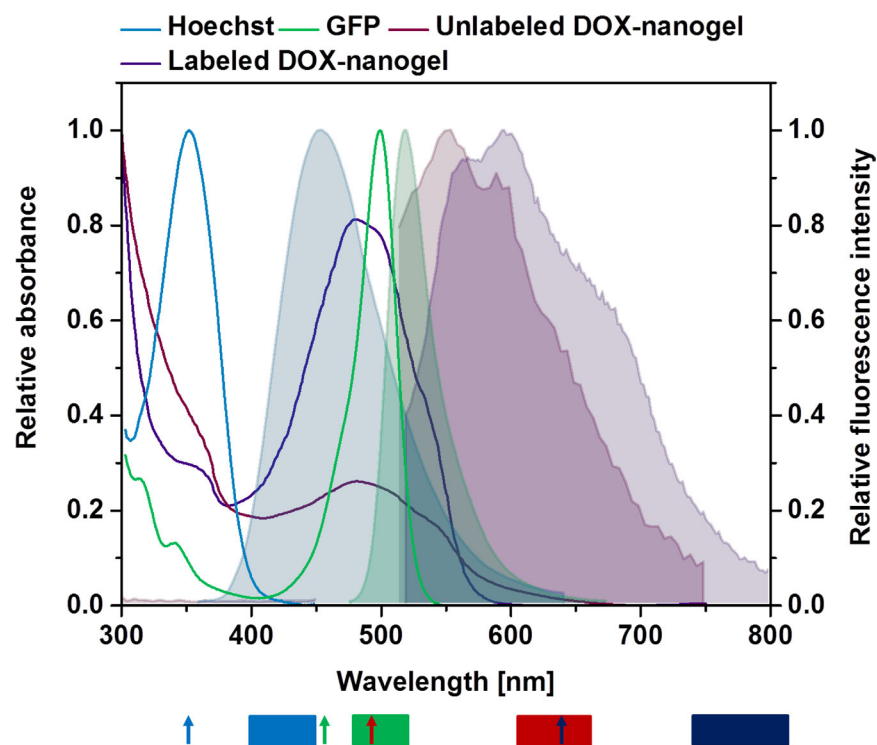 Hoechst GFP Unlabeled DOX-nanogel
Labeled DOX-nanogel
1.0 1.0
0.8 0.8
0.6 0.6
0.4 0.4
0.2 0.2
0.0 0.0
Relative absorbance
Relative fluorescence intensity
300 400 500 600 700 800
Wavelength [nm]